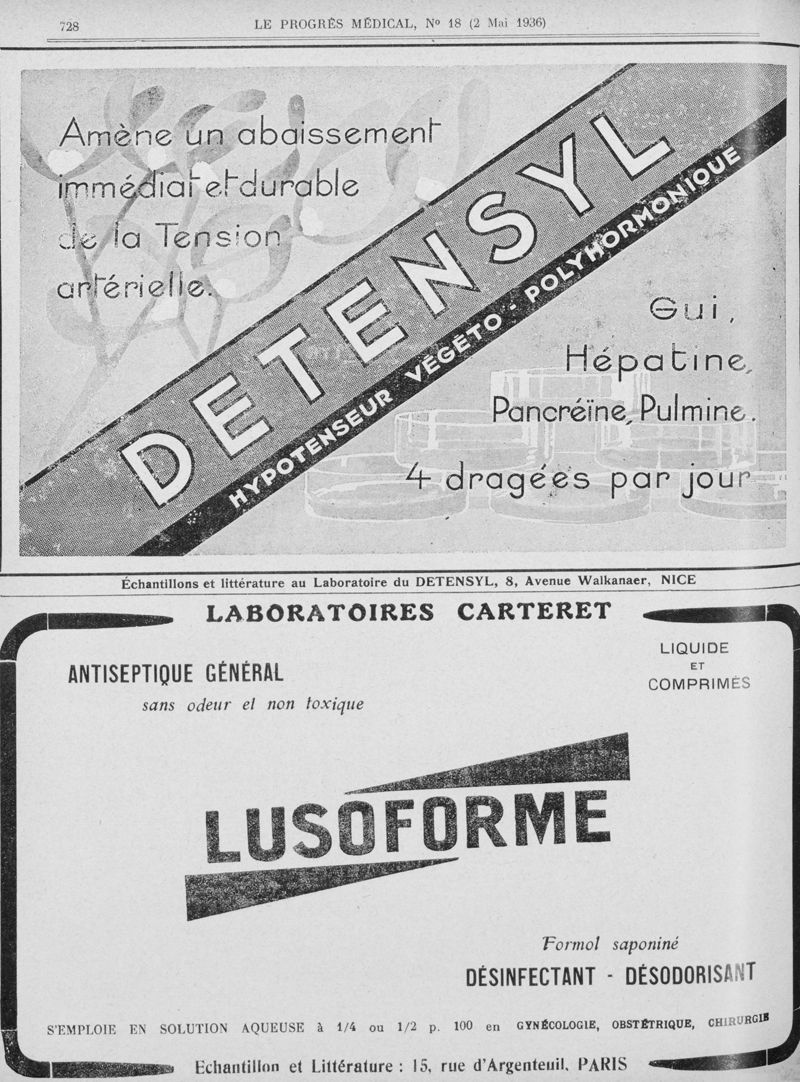 728
LE PROGRÈS MÉDICAL, Nº 18 (2 Mai 1936)
Amène un abaissement
immédiat et durable
de la Tension
artérielle.
DETENSYL
HYPOTENSEUR VÉGÉTO - POLYHORMONIQUE
Gui,
Hépatine,
Pancréïne, Pulmine.
4 dragées par jour
Échantillons et littérature au Laboratoire du DETENSYL, 8, Avenue Walkanaer, NICE
LABORATOIRES CARTERET
ANTISEPTIQUE GÉNÉRAL
sans odeur et non toxique
LIQUIDE
ET
COMPRIMÉS
LUSOFORME
Formol saponiné
DÉSINFECTANT - DÉSODORISANT
S'EMPLOIE EN SOLUTION AQUEUSE à 1/4 ou 1/2 p. 100 en GYNÉCOLOGIE, OBSTÉTRIQUE, CHIRURGIE
Echantillon et Littérature : 15, rue d'Argenteuil, PARIS